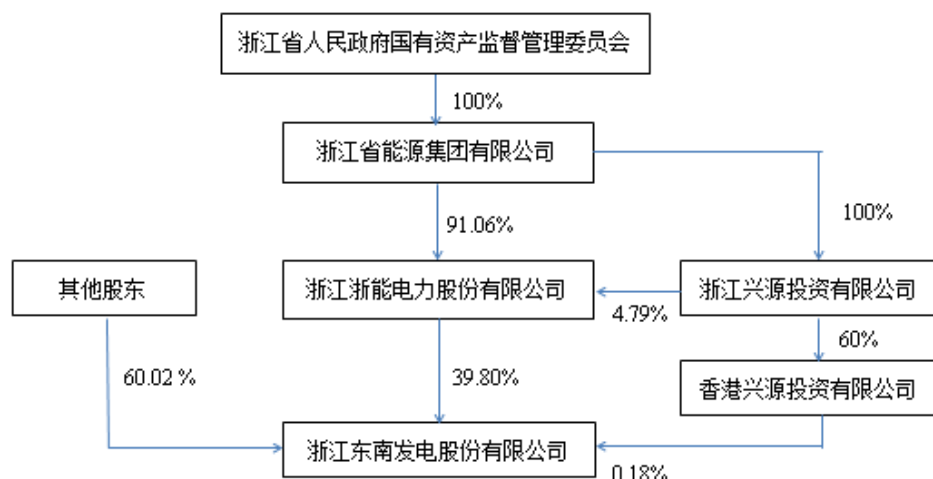 浙江省人民政府国有资产监督管理委员会
100%
浙江省能源集团有限公司
91.06%
100%
其他股东
浙江浙能电力股份有限公司
浙江兴源投资有限公司
4.79%
60%
60.02 %
39.80%
香港兴源投资有限公司
浙江东南发电股份有限公司
0.18%